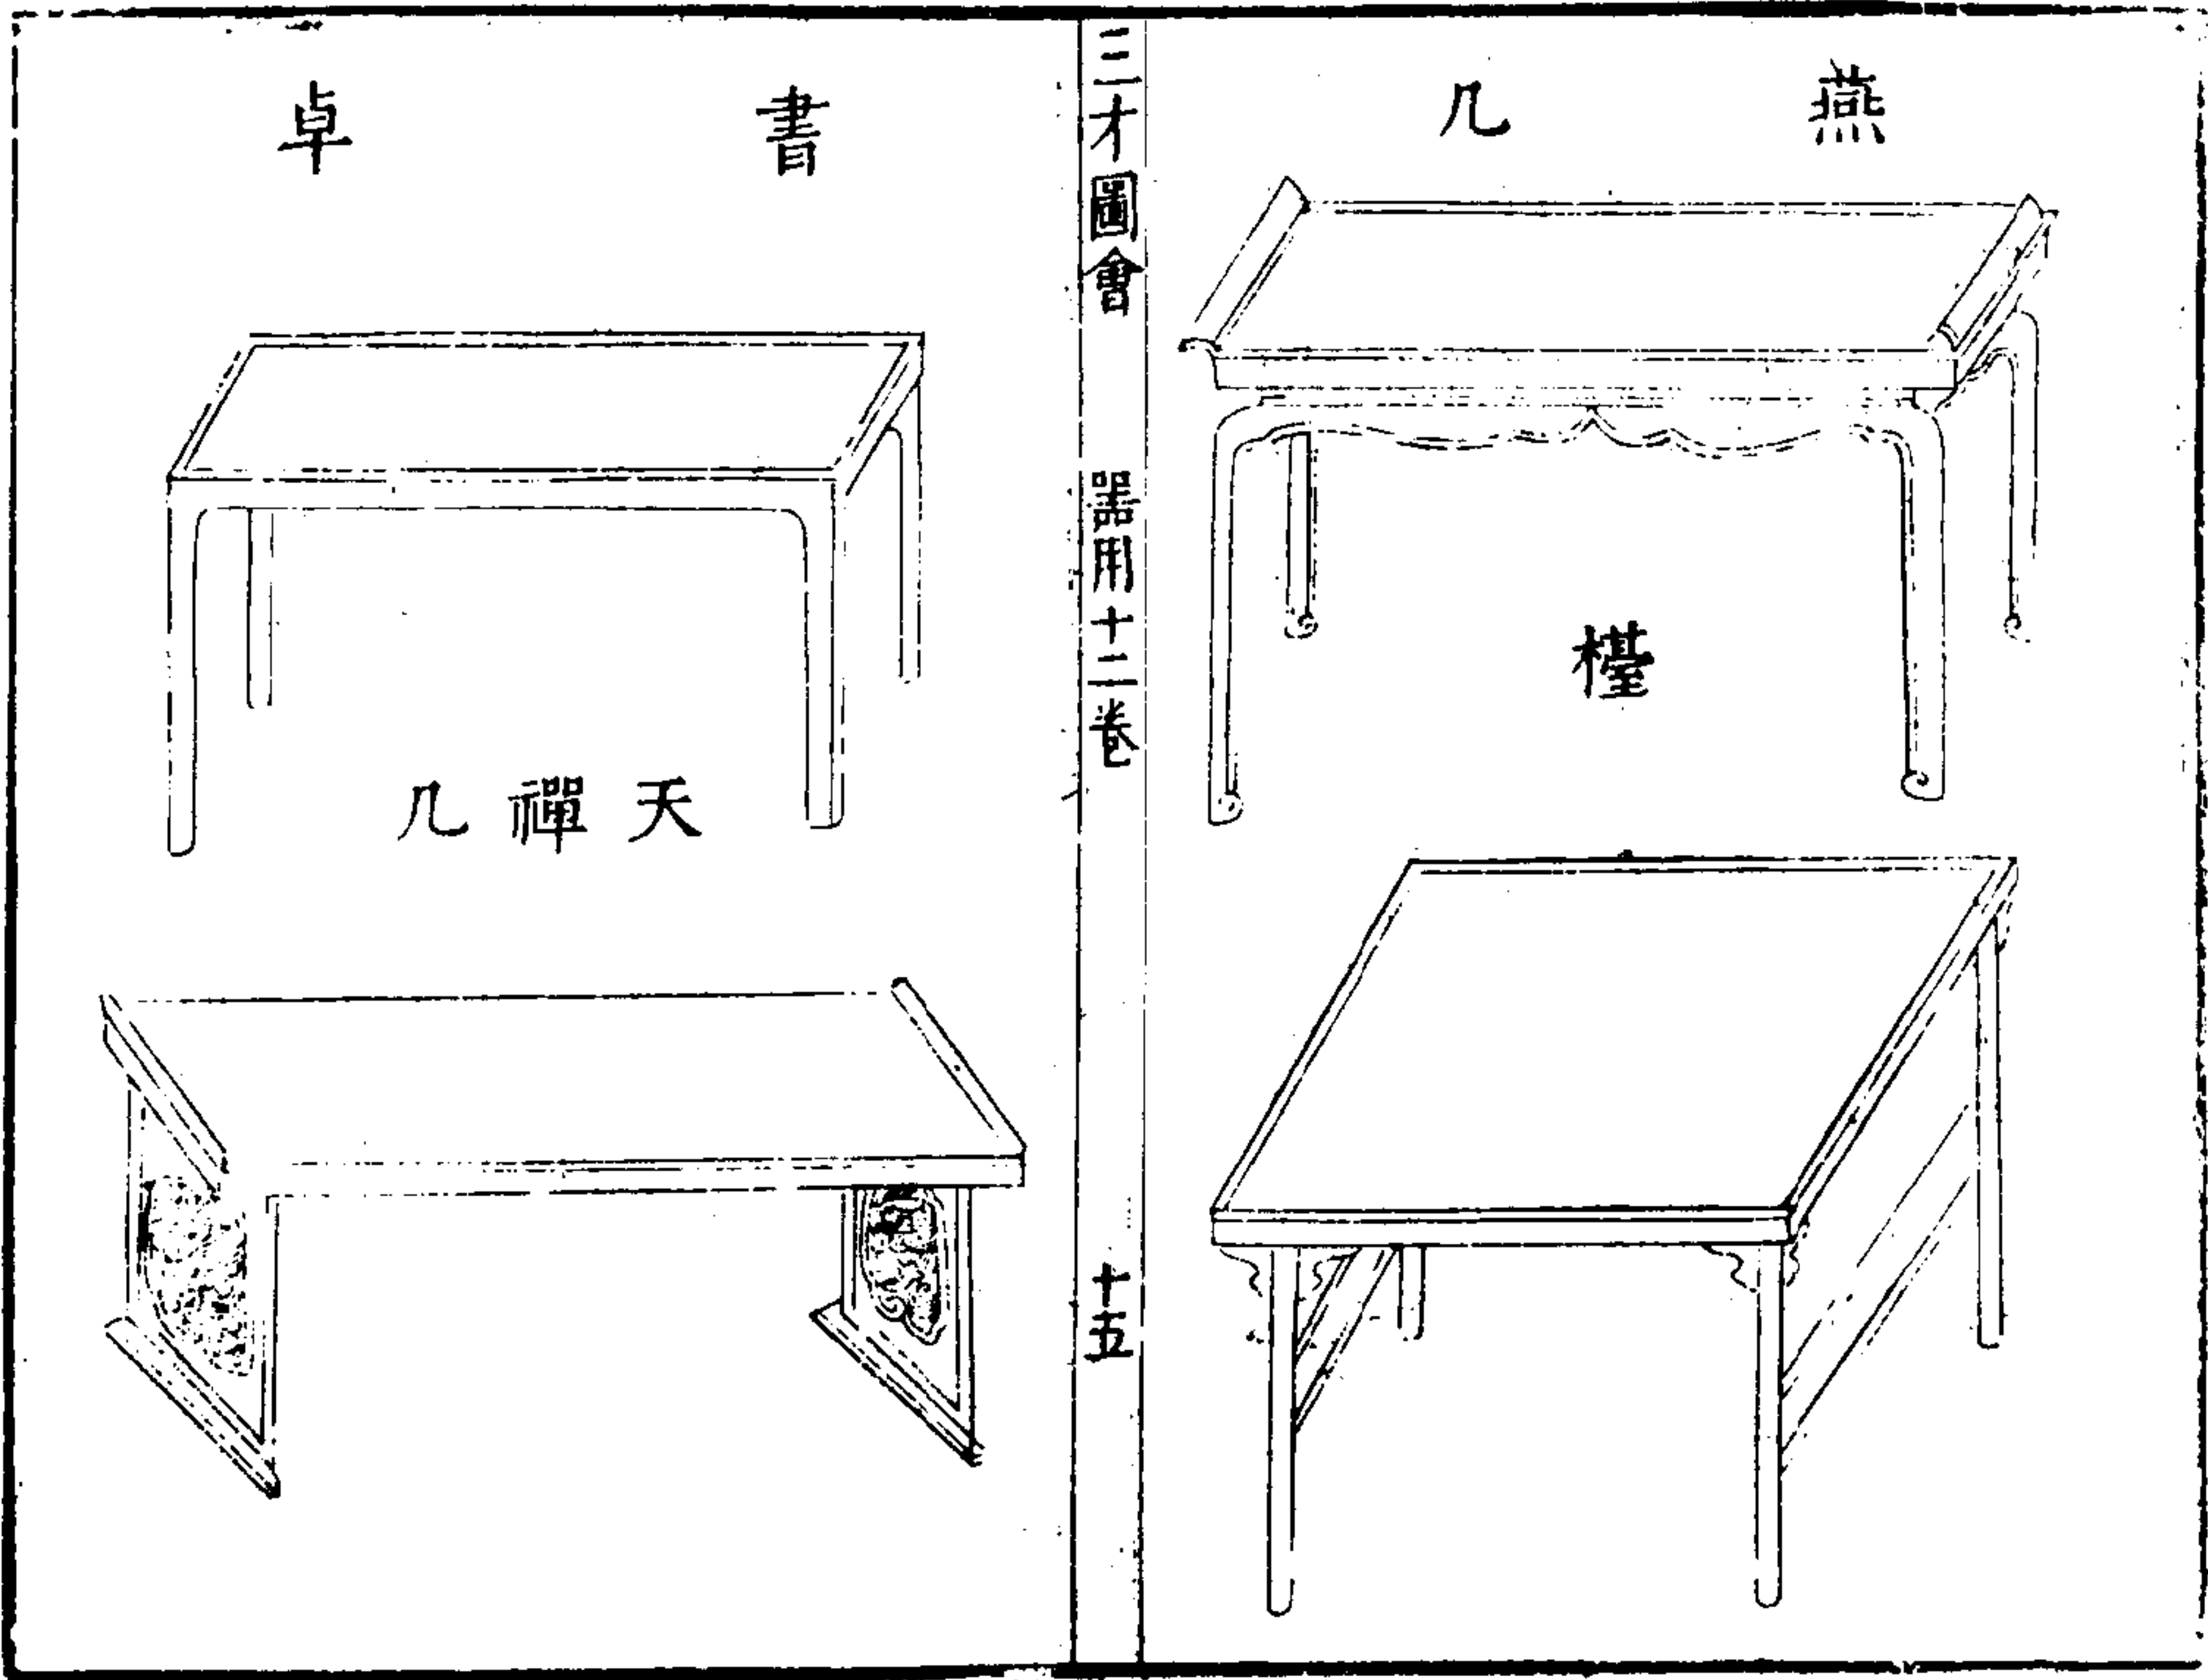 燕几
檯
三才圖會 器用十二卷 十五
書卓
天禪几